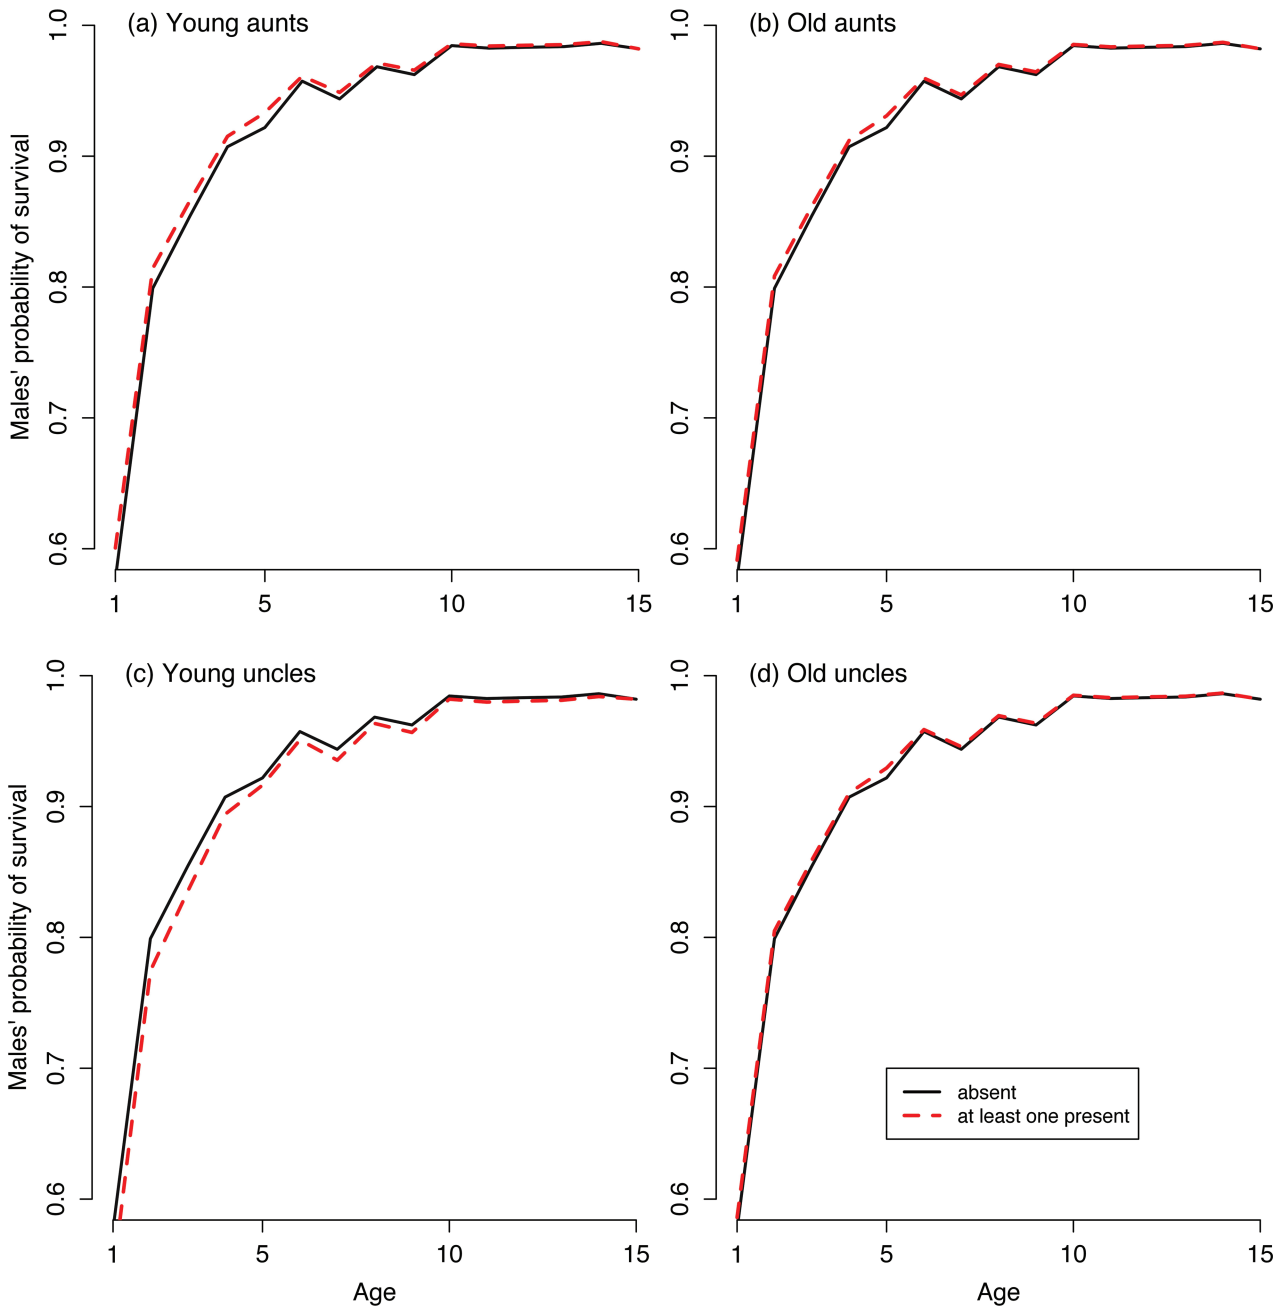 (a) Young aunts
Males' probability of survival
1.0
0.9
0.8
0.7
0.6
1 5 10 15
(b) Old aunts
1.0
0.9
0.8
0.7
0.6
1 5 10 15
(c) Young uncles
Males' probability of survival
1.0
0.9
0.8
0.7
0.6
1 5 10 15
Age
(d) Old uncles
1.0
0.9
0.8
0.7
0.6
absent
at least one present
1 5 10 15
Age